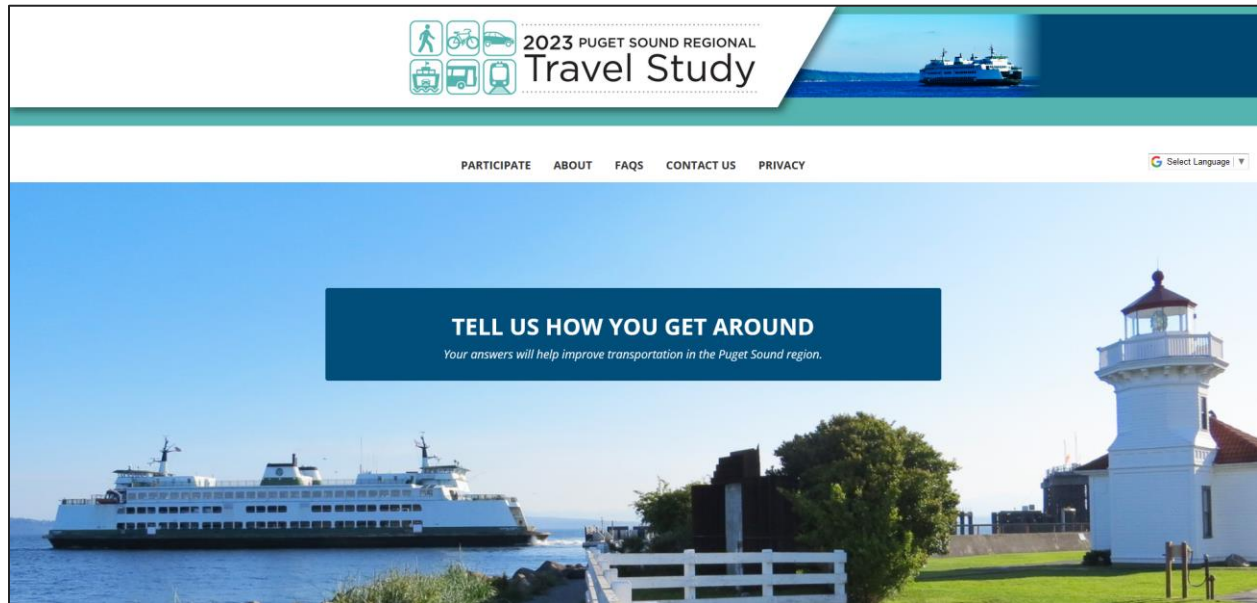 2023 PUGET SOUND REGIONAL
Travel Study
PARTICIPATE ABOUT FAQS CONTACT US PRIVACY
G Select Language ▼
TELL US HOW YOU GET AROUND
Your answers will help improve transportation in the Puget Sound region.